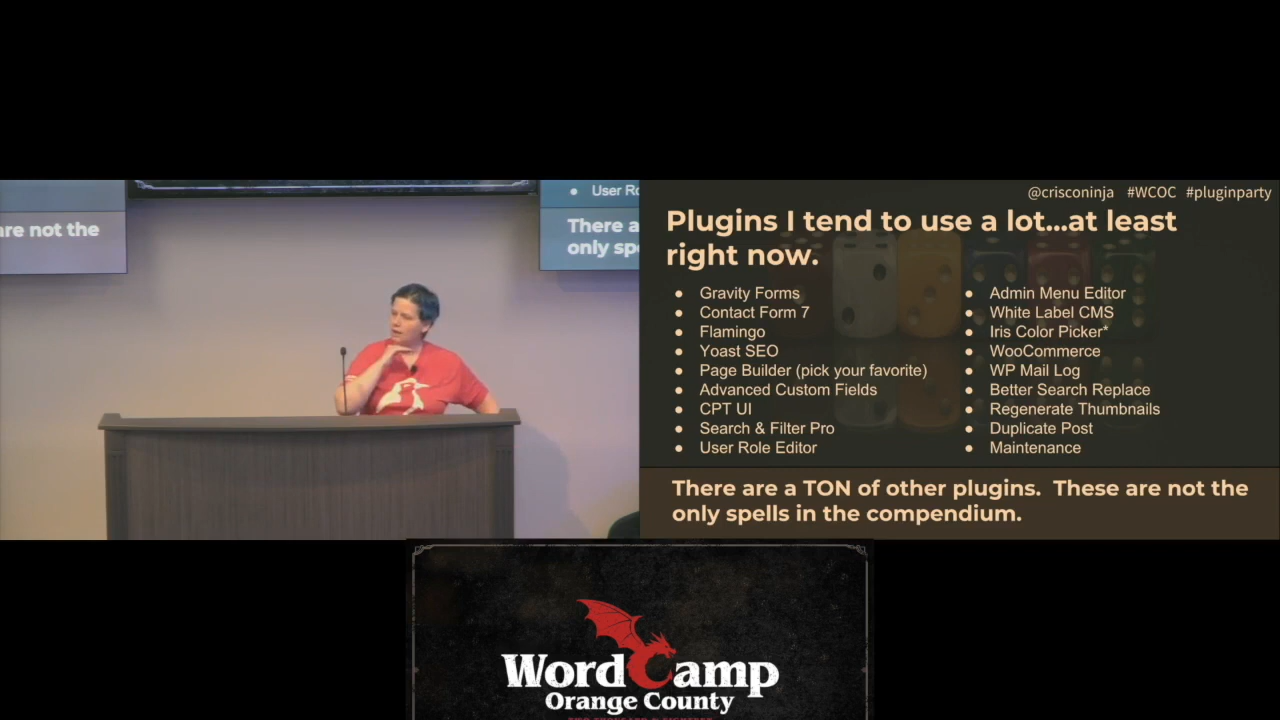 are not the
User Ro
There a
only spe
@crisconinja #WCOC #pluginparty
Plugins I tend to use a lot...at least
right now.
● Gravity Forms
● Contact Form 7
● Flamingo
● Yoast SEO
● Page Builder (pick your favorite)
● Advanced Custom Fields
● CPT UI
● Search & Filter Pro
● User Role Editor
● Admin Menu Editor
● White Label CMS
● Iris Color Picker*
● WooCommerce
● WP Mail Log
● Better Search Replace
● Regenerate Thumbnails
● Duplicate Post
● Maintenance
There are a TON of other plugins. These are not the
only spells in the compendium.
WordCamp
Orange County